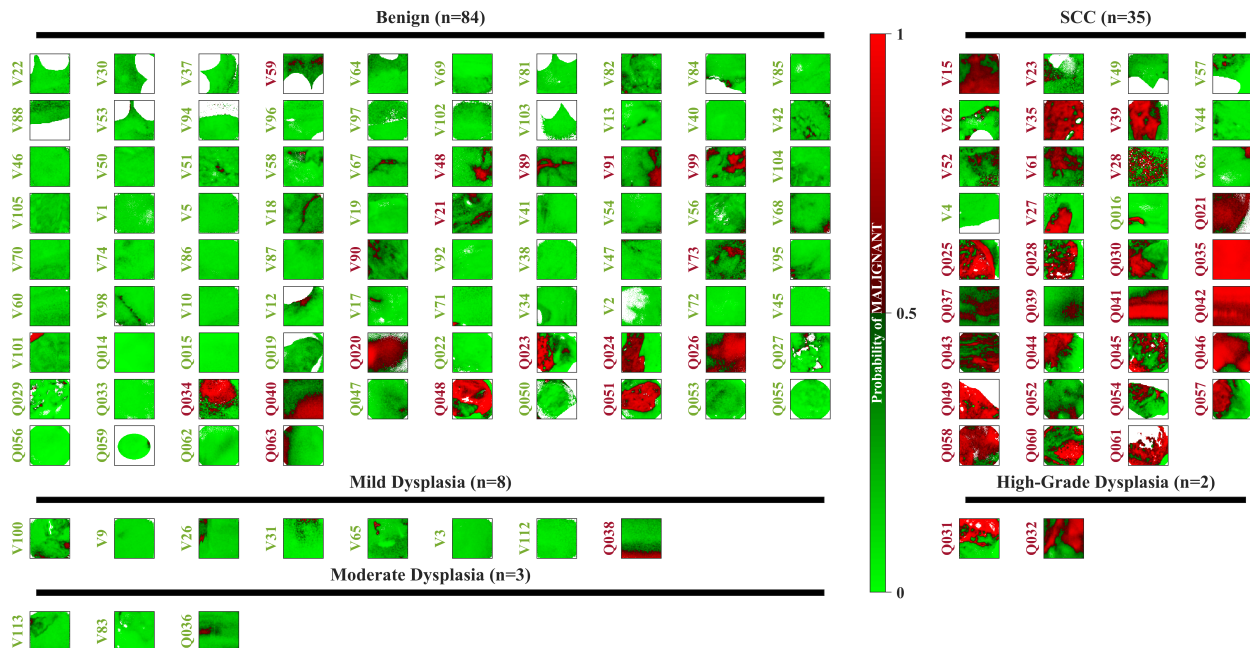 Benign (n=84)
SCC (n=35)
V22 V30 V37 V59 V64 V69 V81 V82 V84 V85
V88 V53 V94 V96 V97 V102 V103 V13 V40 V42
V46 V50 V51 V58 V67 V48 V89 V91 V99 V104
V105 V1 V5 V18 V19 V21 V41 V54 V56 V68
V70 V74 V86 V87 V90 V92 V38 V47 V73 V95
V60 V98 V10 V12 V17 V71 V34 V2 V72 V45
V101 Q014 Q015 Q019 Q020 Q022 Q023 Q024 Q026 Q027
Q029 Q033 Q034 Q040 Q047 Q048 Q050 Q051 Q053 Q055
Q056 Q059 Q062 Q063
1
0.5
0
Probability of MALIGNANT
V15 V23 V49 V57
V62 V35 V39 V44
V52 V61 V28 V63
V4 V27 Q016 Q021
Q025 Q028 Q030 Q035
Q037 Q039 Q041 Q042
Q043 Q044 Q045 Q046
Q049 Q052 Q054 Q057
Q058 Q060 Q061
Mild Dysplasia (n=8)
High-Grade Dysplasia (n=2)
V100 V9 V26 V31 V65 V3 V112 Q038
Q031 Q032
Moderate Dysplasia (n=3)
V113 V83 Q036